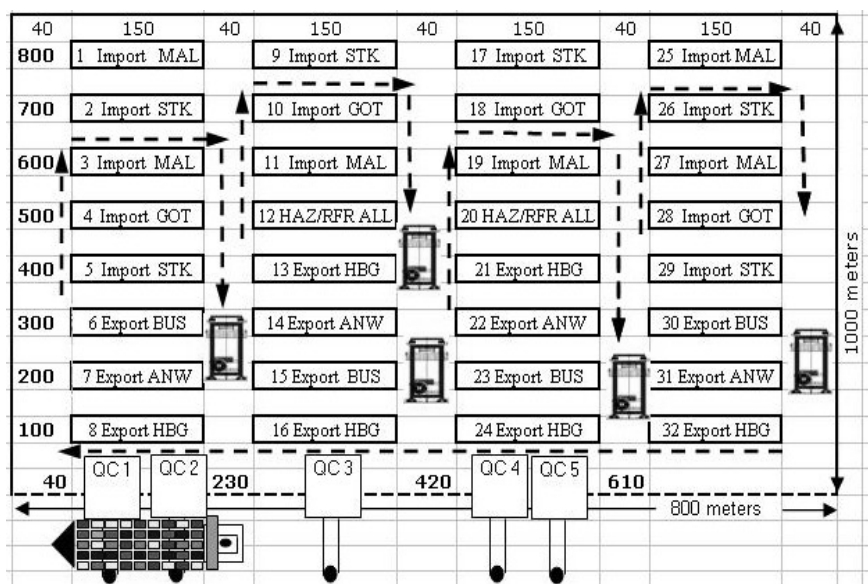 40 150 40 150 40 150 40 150 40
800 1 Import MAL 9 Import STK 17 Import STK 25 Import MAL
700 2 Import STK 10 Import GOT 18 Import GOT 26 Import STK
600 3 Import MAL 11 Import MAL 19 Import MAL 27 Import MAL
500 4 Import GOT 12 HAZ/RFR ALL 20 HAZ/RFR ALL 28 Import GOT
400 5 Import STK 13 Export HBG 21 Export HBG 29 Import STK
300 6 Export BUS 14 Export ANW 22 Export ANW 30 Export BUS
200 7 Export ANW 15 Export BUS 23 Export BUS 31 Export ANW
100 8 Export HBG 16 Export HBG 24 Export HBG 32 Export HBG
1000 meters
QC 1 QC 2 QC 3 QC 4 QC 5
40 230 420 610
800 meters